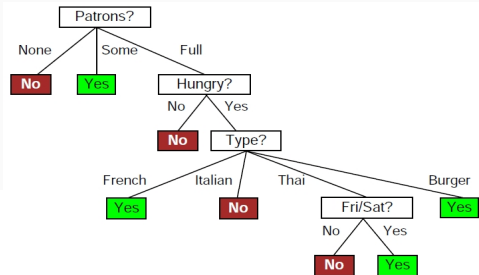 Patrons?
None Some Full
No Yes Hungry?
No Yes
No Type?
French Italian Thai Burger
Yes No Fri/Sat? Yes
No Yes
No Yes